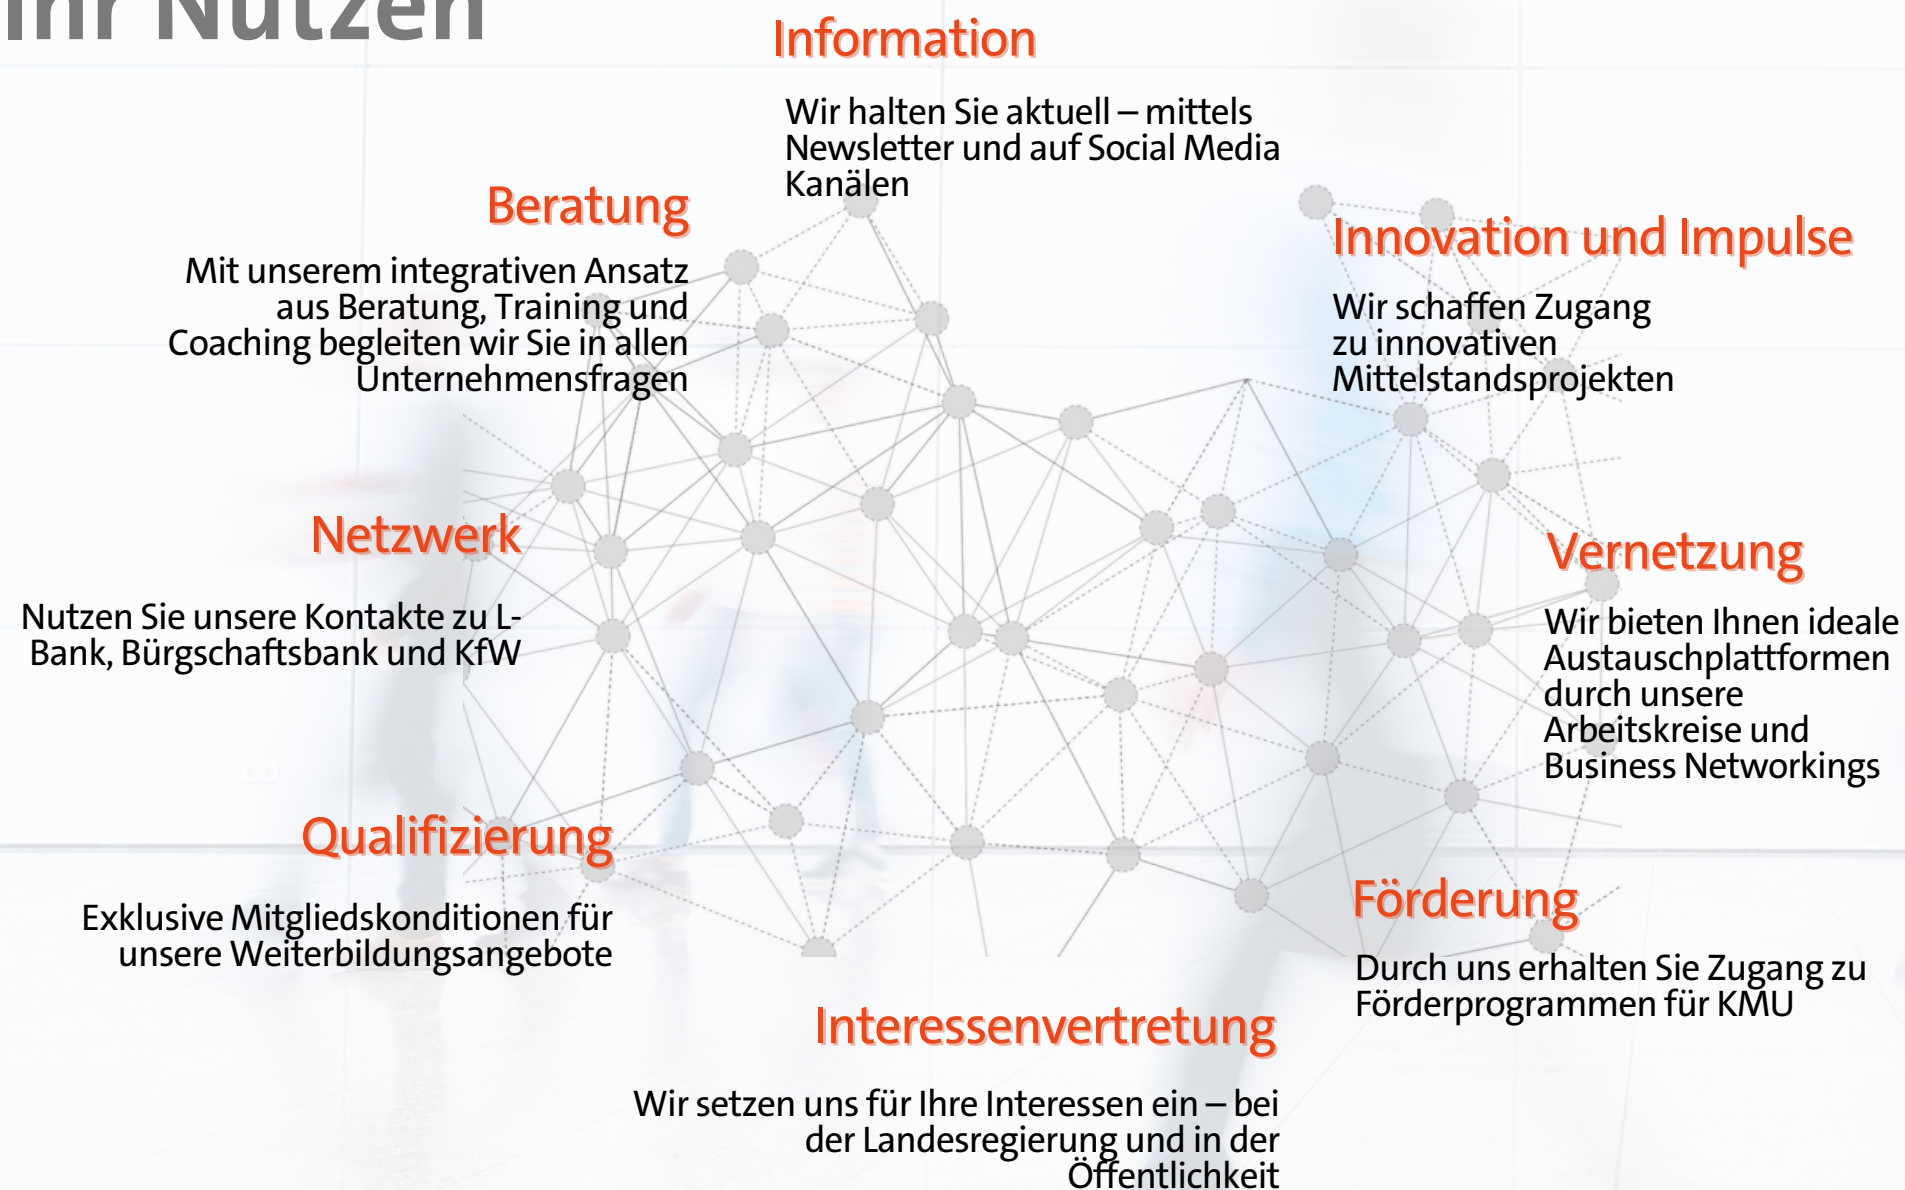 Ihr Nutzen
Information
Wir halten Sie aktuell – mittels
Newsletter und auf Social Media
Kanälen
Beratung
Mit unserem integrativen Ansatz
aus Beratung, Training und
Coaching begleiten wir Sie in allen
Unternehmensfragen
Innovation und Impulse
Wir schaffen Zugang
zu innovativen
Mittelstandsprojekten
Netzwerk
Nutzen Sie unsere Kontakte zu L-
Bank, Bürgschaftsbank und KfW
Vernetzung
Wir bieten Ihnen ideale
Austauschplattformen
durch unsere
Arbeitskreise und
Business Networkings
Qualifizierung
Exklusive Mitgliedskonditionen für
unsere Weiterbildungsangebote
Förderung
Durch uns erhalten Sie Zugang zu
Förderprogrammen für KMU
Interessenvertretung
Wir setzen uns für Ihre Interessen ein – bei
der Landesregierung und in der
Öffentlichkeit